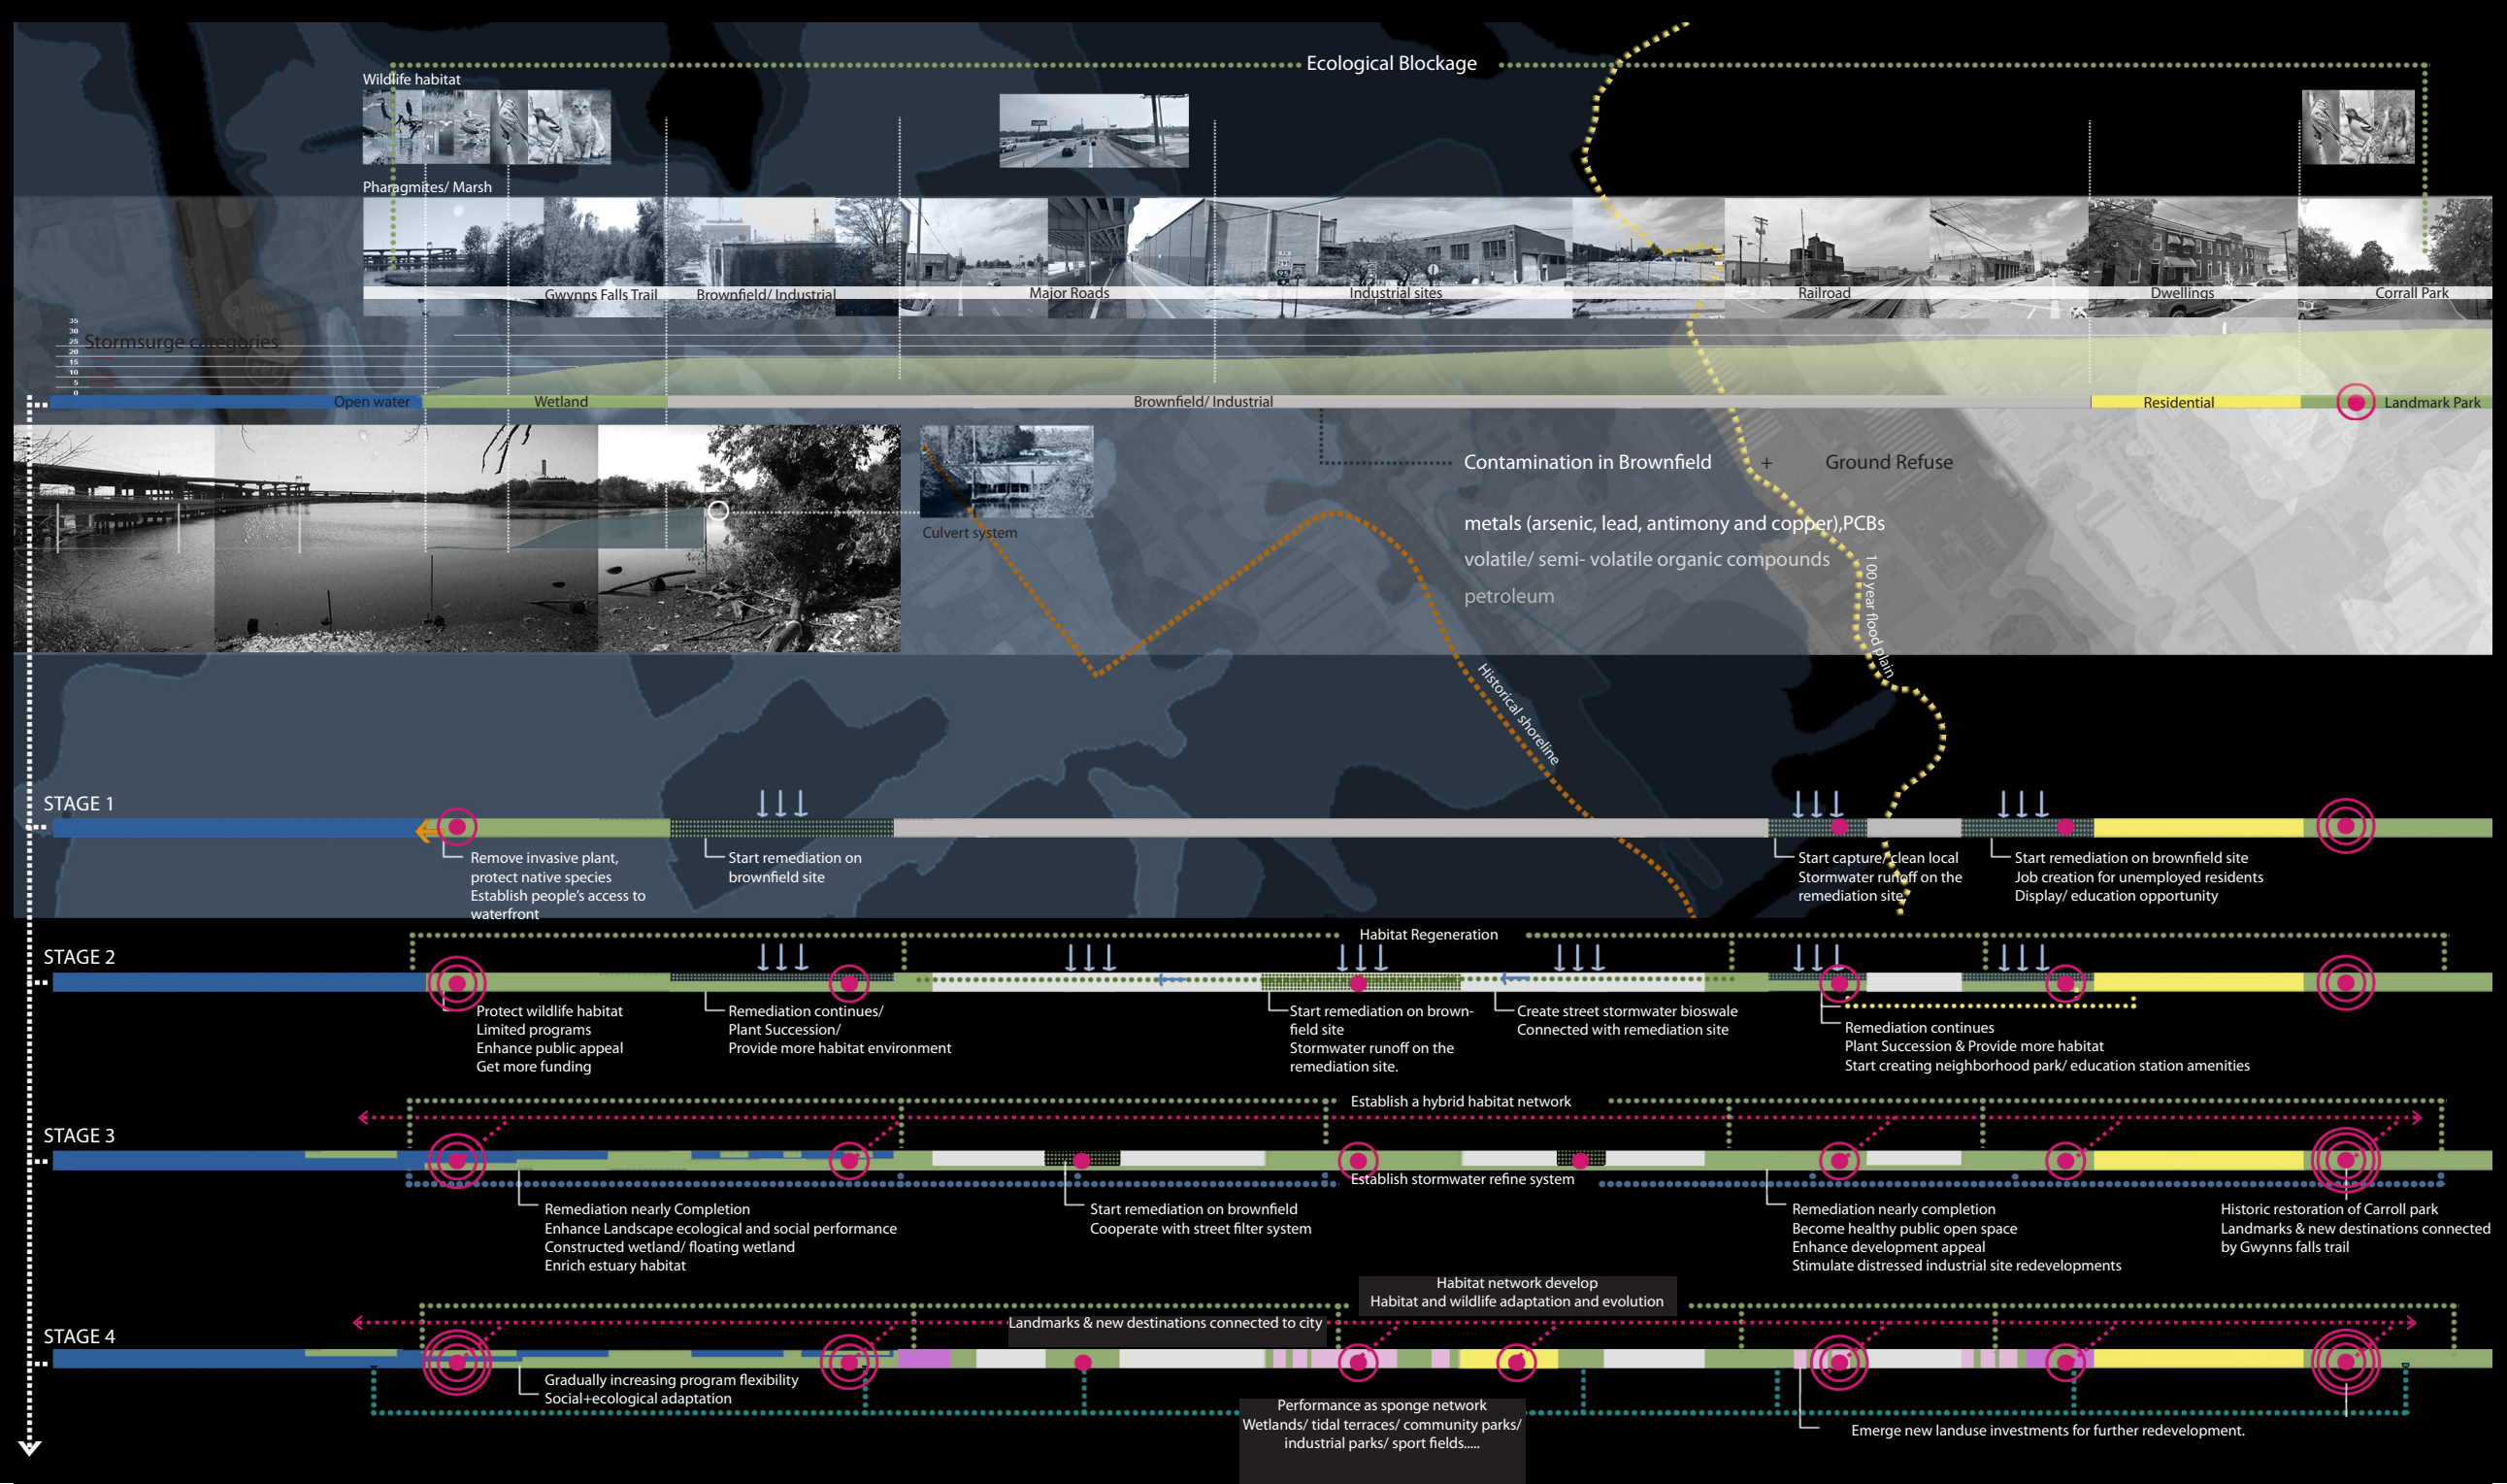 Ecological Blockage
Wildlife habitat
Pharagmites/ Marsh
Gwynns Falls Trail
Brownfield/ Industrial
Major Roads
Industrial sites
Railroad
Dwellings
Corrall Park
35
30
25
20
15
10
5
0
Stormsurge categories
Open water
Wetland
Brownfield/ Industrial
Residential
Landmark Park
Contamination in Brownfield + Ground Refuse
metals (arsenic, lead, antimony and copper),PCBs
volatile/ semi- volatile organic compounds
petroleum
Culvert system
100 year flood plain
Historical shoreline
STAGE 1
Remove invasive plant,
protect native species
Establish people's access to
waterfront
Start remediation on
brownfield site
Start capture/ clean local
Stormwater runoff on the
remediation site
Start remediation on brownfield site
Job creation for unemployed residents
Display/ education opportunity
Habitat Regeneration
STAGE 2
Protect wildlife habitat
Limited programs
Enhance public appeal
Get more funding
Remediation continues/
Plant Succession/
Provide more habitat environment
Start remediation on brown-
field site
Stormwater runoff on the
remediation site.
Create street stormwater bioswale
Connected with remediation site
Remediation continues
Plant Succession & Provide more habitat
Start creating neighborhood park/ education station amenities
Establish a hybrid habitat network
STAGE 3
Establish stormwater refine system
Remediation nearly Completion
Enhance Landscape ecological and social performance
Constructed wetland/ floating wetland
Enrich estuary habitat
Start remediation on brownfield
Cooperate with street filter system
Remediation nearly completion
Become healthy public open space
Enhance development appeal
Stimulate distressed industrial site redevelopments
Historic restoration of Carroll park
Landmarks & new destinations connected
by Gwynns falls trail
Habitat network develop
Habitat and wildlife adaptation and evolution
Landmarks & new destinations connected to city
STAGE 4
Gradually increasing program flexibility
Social+ecological adaptation
Performance as sponge network
Wetlands/ tidal terraces/ community parks/
industrial parks/ sport fields.....
Emerge new landuse investments for further redevelopment.